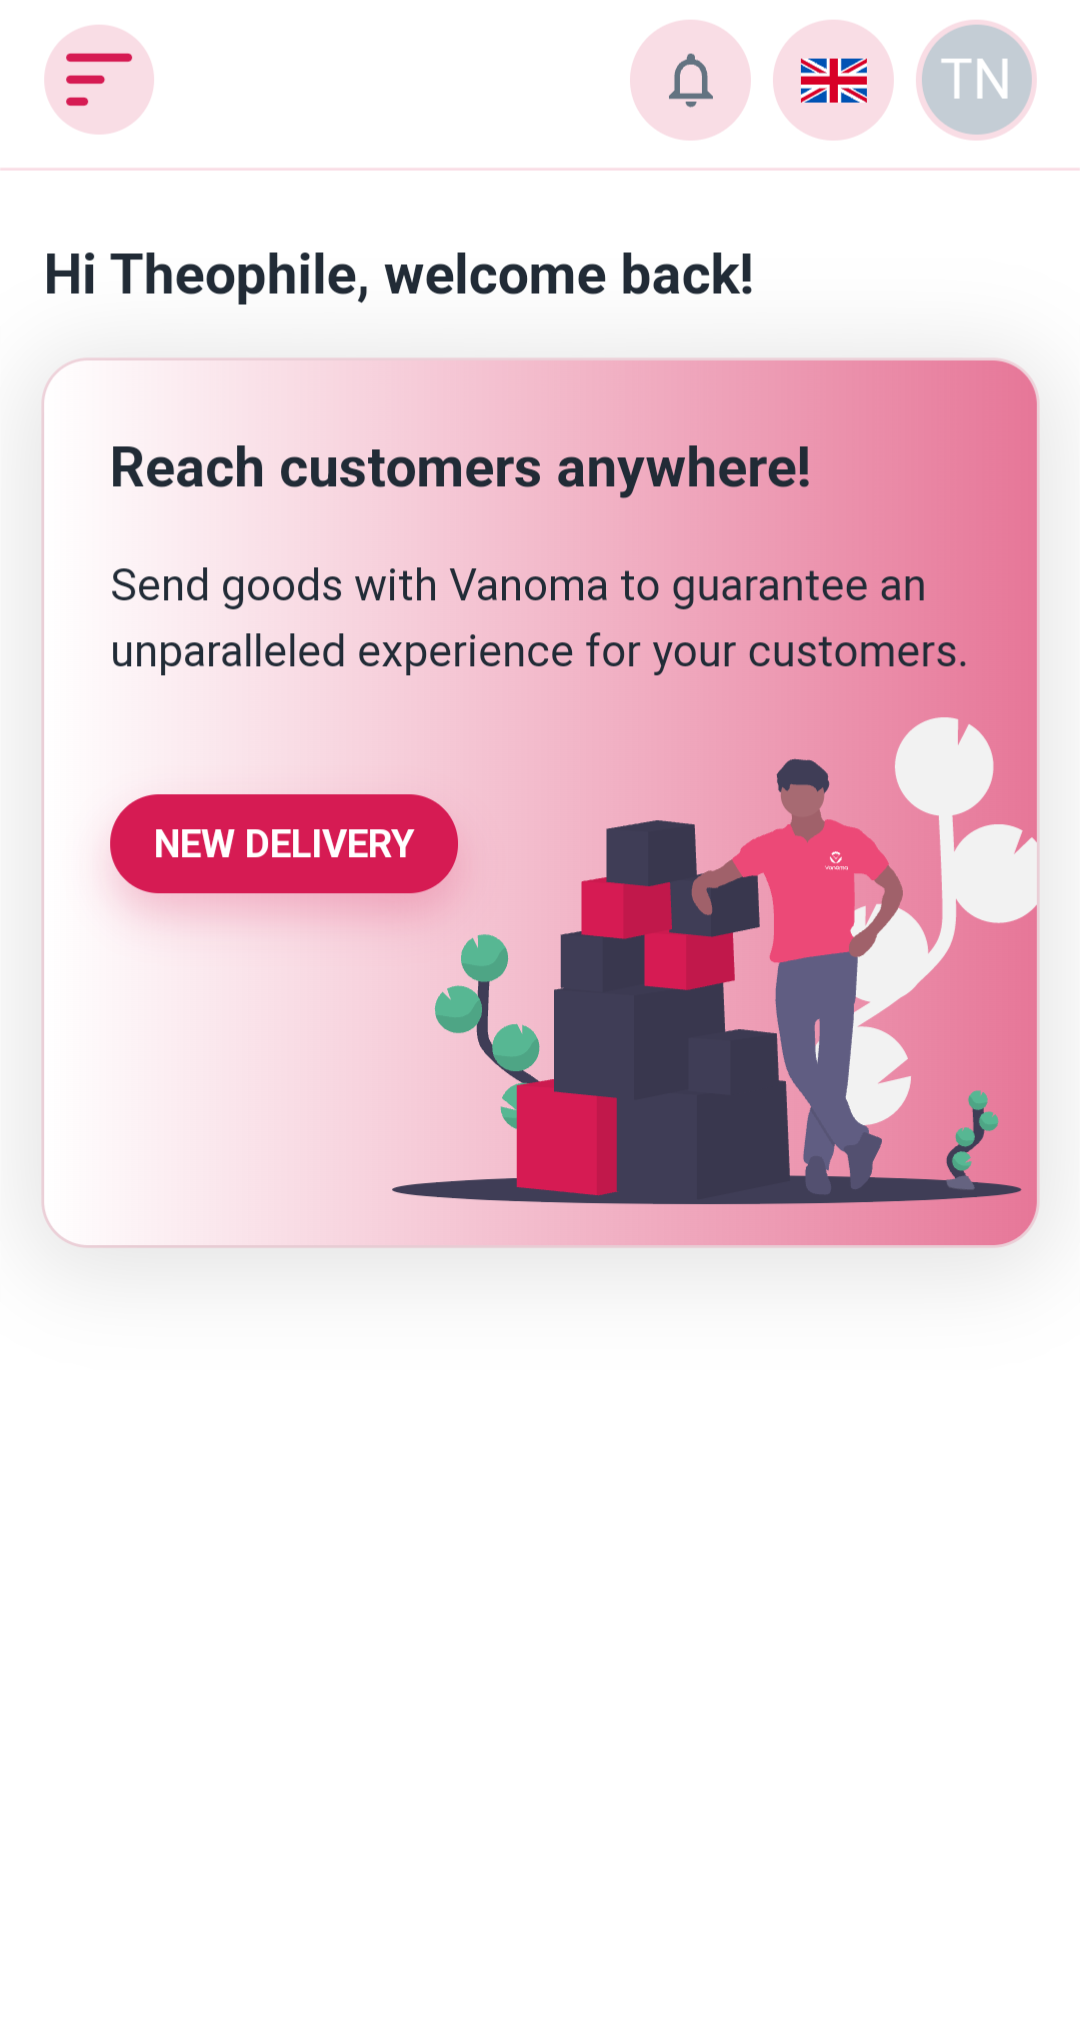 TN
Hi Theophile, welcome back!
Reach customers anywhere!
Send goods with Vanoma to guarantee an
unparalleled experience for your customers.
NEW DELIVERY
Vanoma